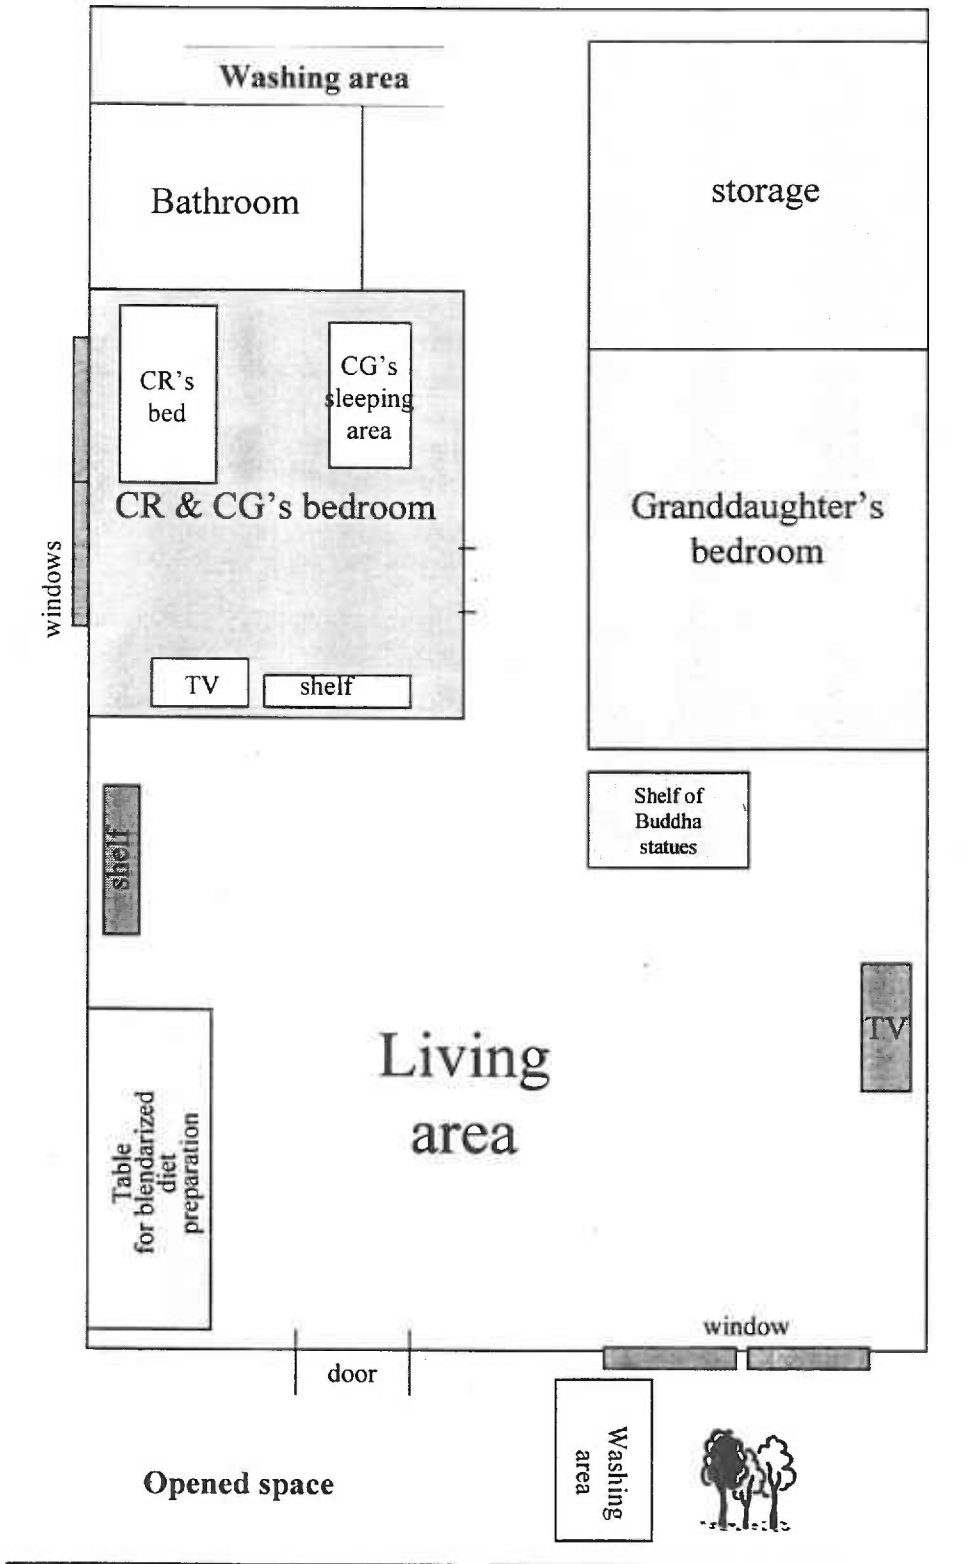 Washing area
Bathroom
storage
CR's
bed
CG's
sleeping
area
CR & CG's bedroom
Granddaughter's
bedroom
windows
TV
shelf
Shelf of
Buddha
statues
shelf
TV
Living
area
Table
for blendarized
diet
preparation
window
door
Washing
area
Opened space